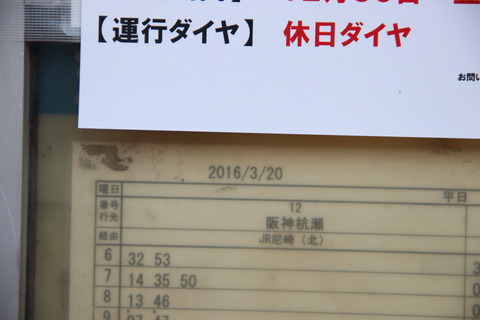 【運行ダイヤ】 休日ダイヤ
お問い
2016/3/20
曜日 平日
番号 12
行先 阪神杭瀬
経由 JR尼崎（北）
6 32 53
7 14 35 50
8 13 46
9